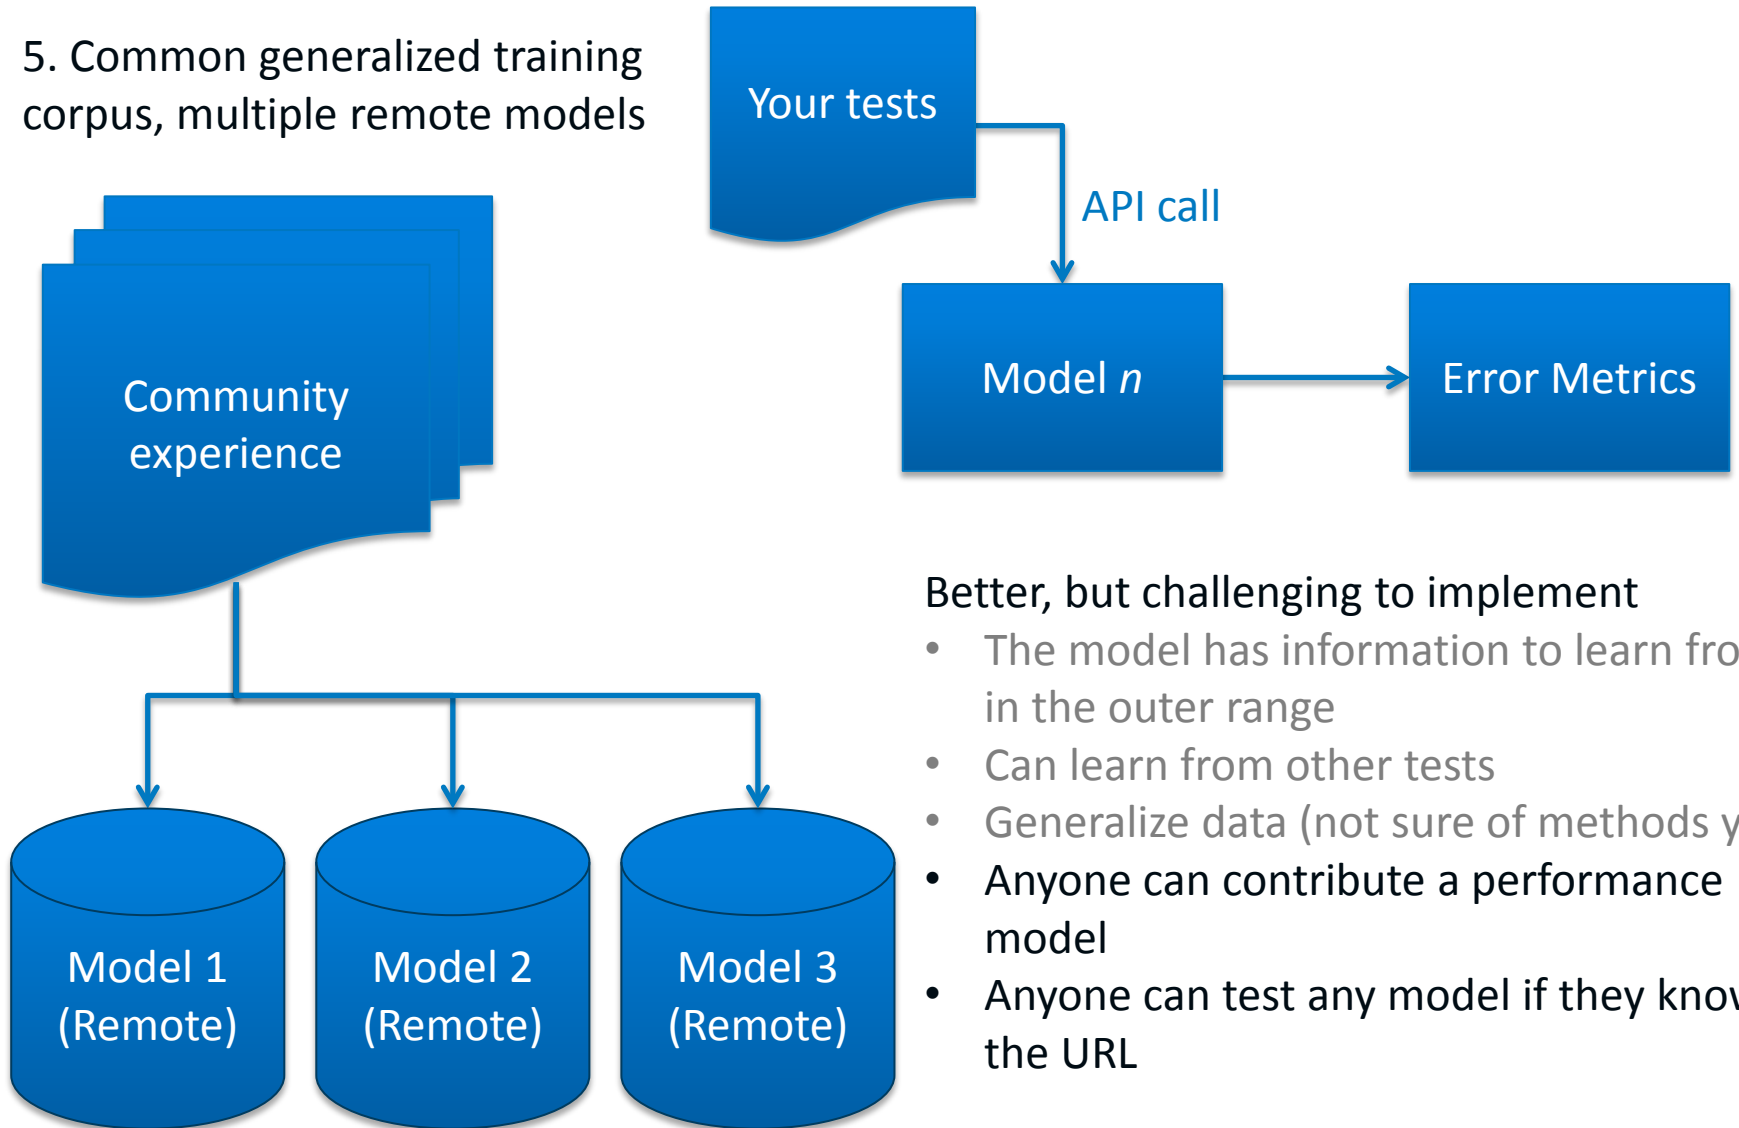 5. Common generalized training
corpus, multiple remote models
Your tests
API call
Model n
Error Metrics
Community
experience
Better, but challenging to implement
• The model has information to learn fro
in the outer range
• Can learn from other tests
• Generalize data (not sure of methods y
• Anyone can contribute a performance
model
• Anyone can test any model if they know
the URL
Model 1
(Remote)
Model 2
(Remote)
Model 3
(Remote)